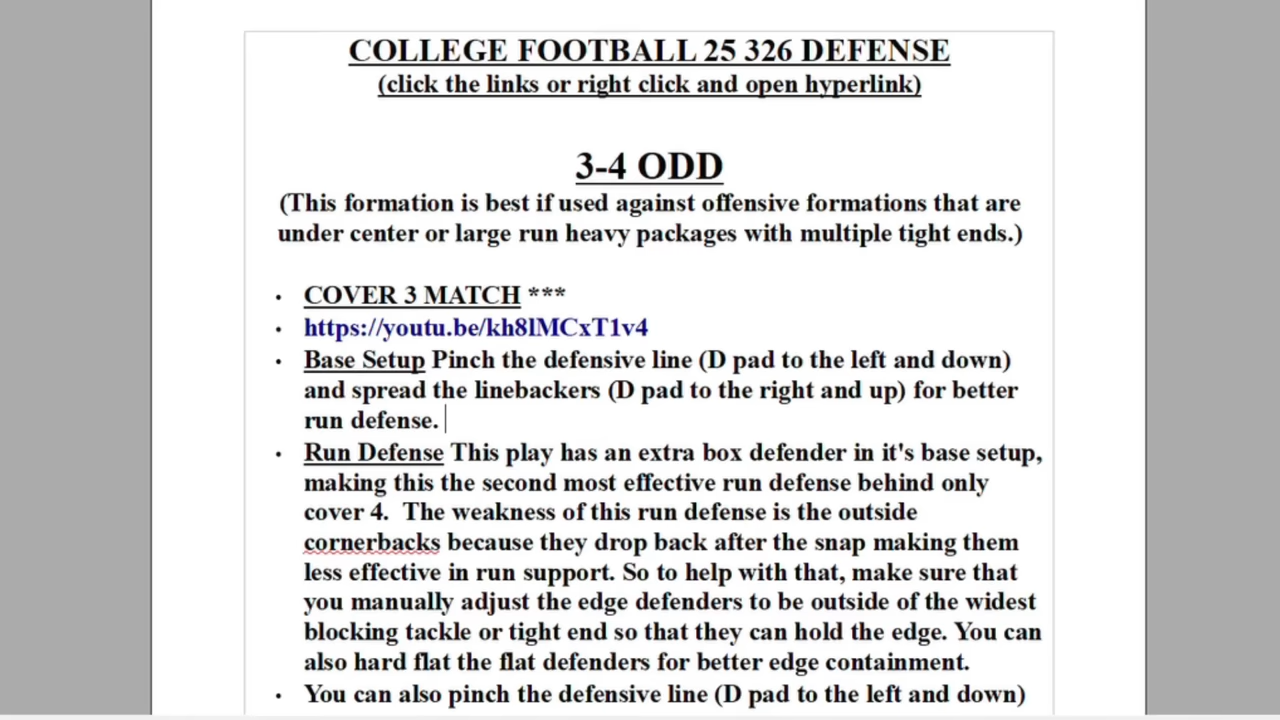 COLLEGE FOOTBALL 25 326 DEFENSE
(click the links or right click and open hyperlink)
3-4 ODD
(This formation is best if used against offensive formations that are
under center or large run heavy packages with multiple tight ends.)
• COVER 3 MATCH ***
• https://youtu.be/kh8lMCxT1v4
• Base Setup Pinch the defensive line (D pad to the left and down)
and spread the linebackers (D pad to the right and up) for better
run defense.
• Run Defense This play has an extra box defender in it's base setup,
making this the second most effective run defense behind only
cover 4.  The weakness of this run defense is the outside
cornerbacks because they drop back after the snap making them
less effective in run support. So to help with that, make sure that
you manually adjust the edge defenders to be outside of the widest
blocking tackle or tight end so that they can hold the edge. You can
also hard flat the flat defenders for better edge containment.
• You can also pinch the defensive line (D pad to the left and down)